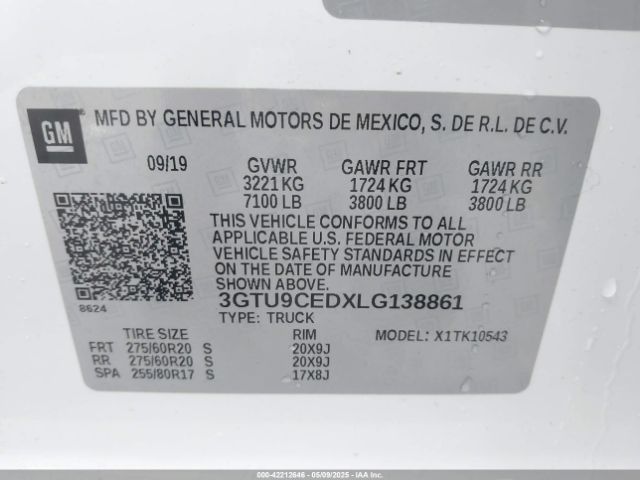 GM
MFD BY GENERAL MOTORS DE MEXICO, S. DE R.L. DE C.V.
09/19 GVWR GAWR FRT GAWR RR
3221 KG 1724 KG 1724 KG
7100 LB 3800 LB 3800 LB
THIS VEHICLE CONFORMS TO ALL
APPLICABLE U.S. FEDERAL MOTOR
VEHICLE SAFETY STANDARDS IN EFFECT
ON THE DATE OF MANUFACTURE
SHOWN ABOVE.
8624 3GTU9CEDXLG138861
TYPE: TRUCK
TIRE SIZE RIM MODEL: X1TK10543
FRT 275/60R20 S 20X9J
RR 275/60R20 S 20X9J
SPA 255/80R17 S 17X8J
000-42212646 - 05/09/2025 - IAAI.COM